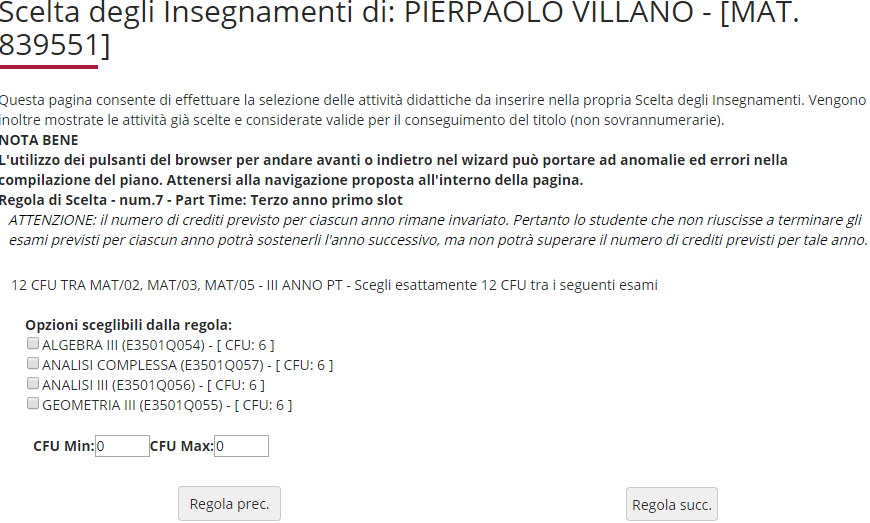 Scelta degli Insegnamenti di: PIERPAOLO VILLANO - [MAT.
839551]
Questa pagina consente di effettuare la selezione delle attività didattiche da inserire nella propria Scelta degli Insegnamenti. Vengono
inoltre mostrate le attività già scelte e considerate valide per il conseguimento del titolo (non sovrannumerarie).
NOTA BENE
L'utilizzo dei pulsanti del browser per andare avanti o indietro nel wizard può portare ad anomalie ed errori nella
compilazione del piano. Attenersi alla navigazione proposta all'interno della pagina.
Regola di Scelta - num.7 - Part Time: Terzo anno primo slot
ATTENZIONE: il numero di crediti previsto per ciascun anno rimane invariato. Pertanto lo studente che non riuscisse a terminare gli
esami previsti per ciascun anno potrà sostenerli l'anno successivo, ma non potrà superare il numero di crediti previsti per tale anno.
12 CFU TRA MAT/02, MAT/03, MAT/05 - III ANNO PT - Scegli esattamente 12 CFU tra i seguenti esami
Opzioni sceglibili dalla regola:
ALGEBRA III (E3501Q054) - [ CFU: 6 ]
ANALISI COMPLESSA (E3501Q057) - [ CFU: 6 ]
ANALISI III (E3501Q056) - [ CFU: 6 ]
GEOMETRIA III (E3501Q055) - [ CFU: 6 ]
CFU Min: 0 CFU Max: 0
Regola prec. Regola succ.